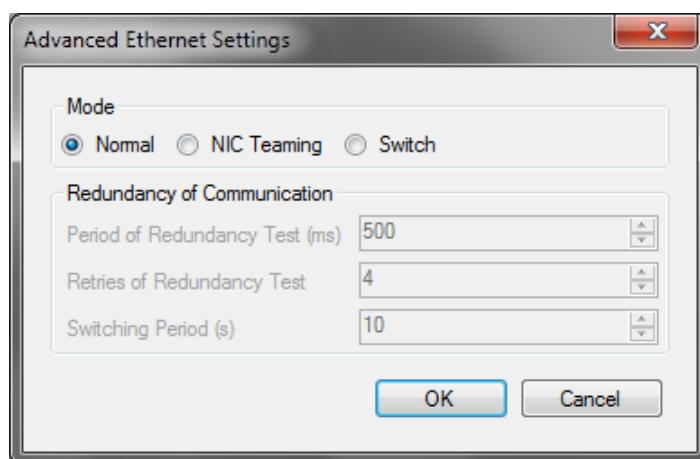 Advanced Ethernet Settings
Mode
Normal NIC Teaming Switch
Redundancy of Communication
Period of Redundancy Test (ms) 500
Retries of Redundancy Test 4
Switching Period (s) 10
OK Cancel